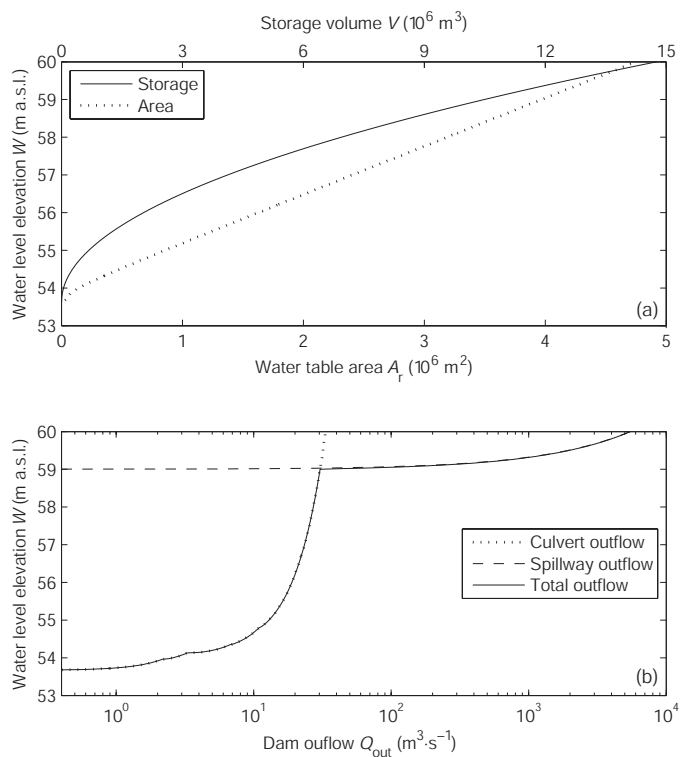 Storage volume V (10⁶ m³)
0 3 6 9 12 15
60
59
58
57
56
55
54
53
Water level elevation W (m a.s.l.)
Storage
Area
(a)
0 1 2 3 4 5
Water table area Aᵣ (10⁶ m²)
60
59
58
57
56
55
54
53
Water level elevation W (m a.s.l.)
Culvert outflow
Spillway outflow
Total outflow
(b)
10⁰ 10¹ 10² 10³ 10⁴
Dam ouflow Q_out (m³·s⁻¹)